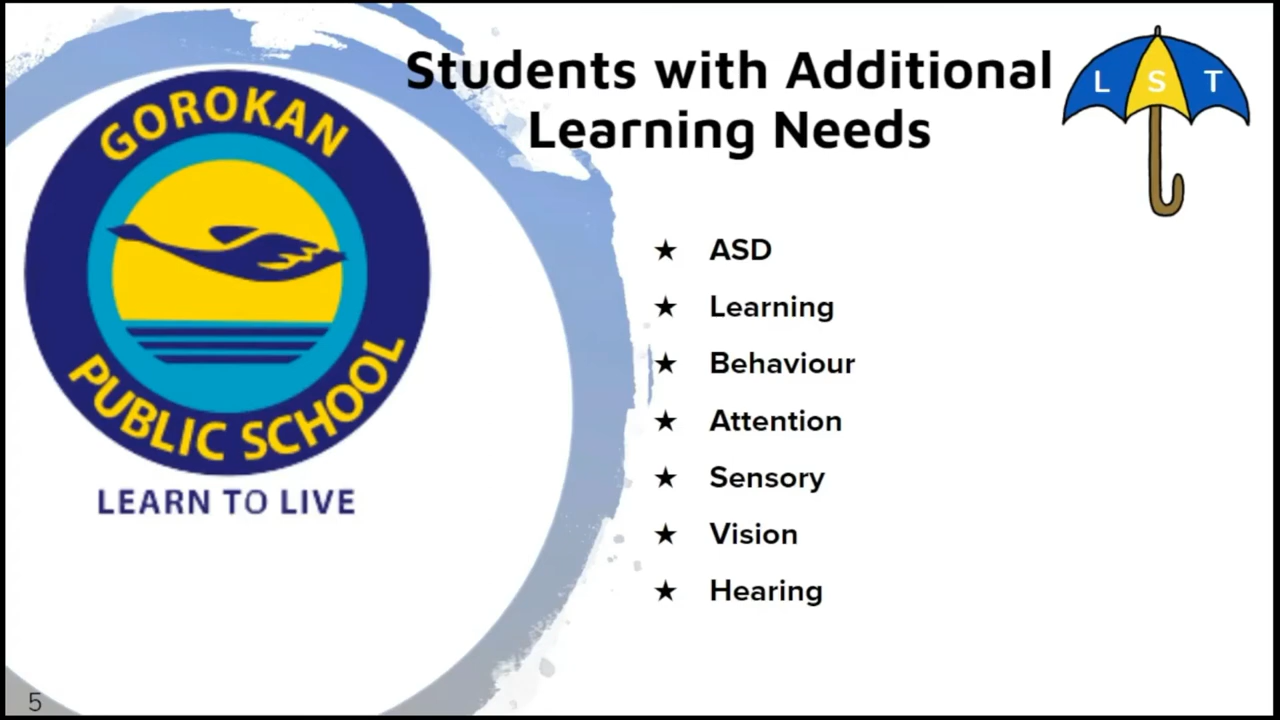 Students with Additional
Learning Needs
L S T
GOROKAN
PUBLIC SCHOOL
LEARN TO LIVE
★ ASD
★ Learning
★ Behaviour
★ Attention
★ Sensory
★ Vision
★ Hearing
5